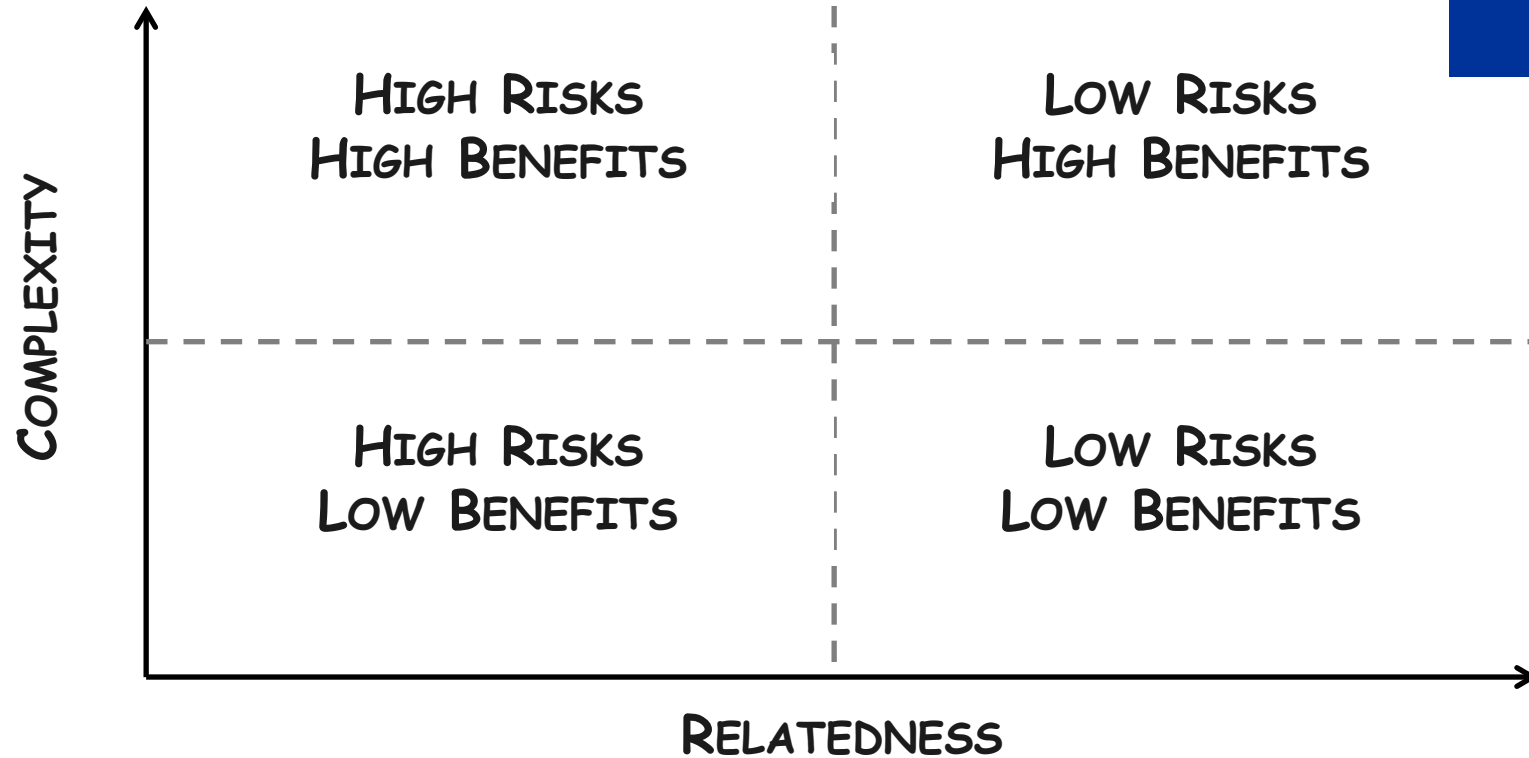 High Risks
High Benefits
Low Risks
High Benefits
Complexity
High Risks
Low Benefits
Low Risks
Low Benefits
Relatedness